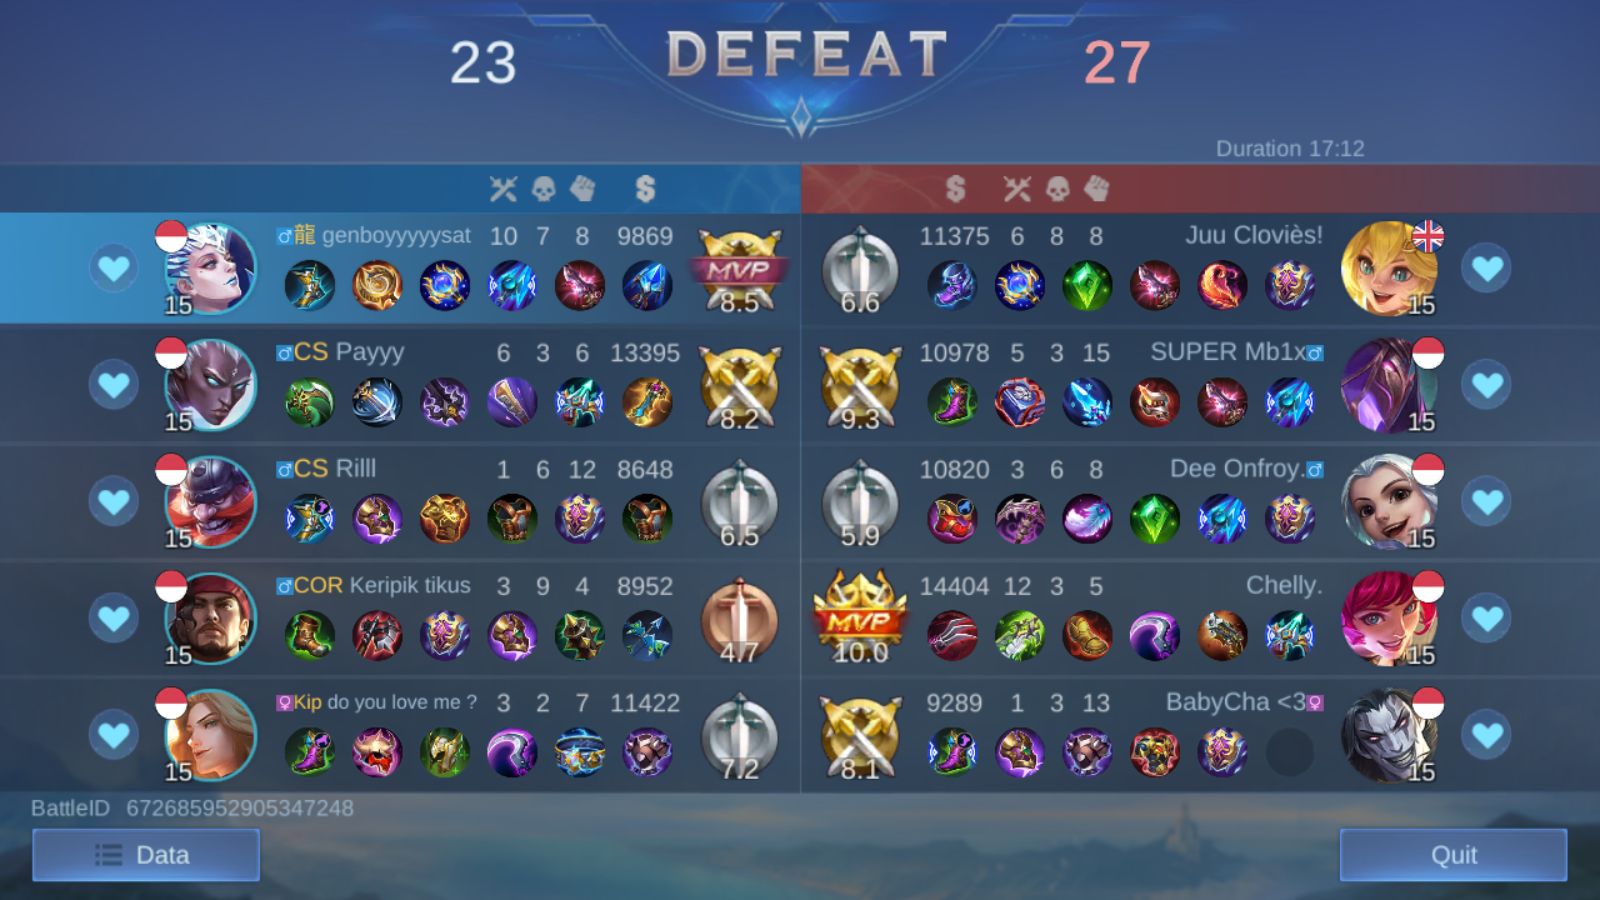 23 DEFEAT 27
Duration 17:12
龍 genboyyyyysat 10 7 8 9869
MVP 8.5
15
11375 6 8 8 Juu Cloviès!
6.6
15
CS Payyy 6 3 6 13395
8.2
15
10978 5 3 15 SUPER Mb1x
9.3
15
CS Rilll 1 6 12 8648
6.5
15
10820 3 6 8 Dee Onfroy.
5.9
15
COR Keripik tikus 3 9 4 8952
4.7
15
14404 12 3 5 Chelly.
MVP 10.0
15
Kip do you love me ? 3 2 7 11422
7.2
15
9289 1 3 13 BabyCha <3
8.1
15
BattleID 672685952905347248
Data
Quit